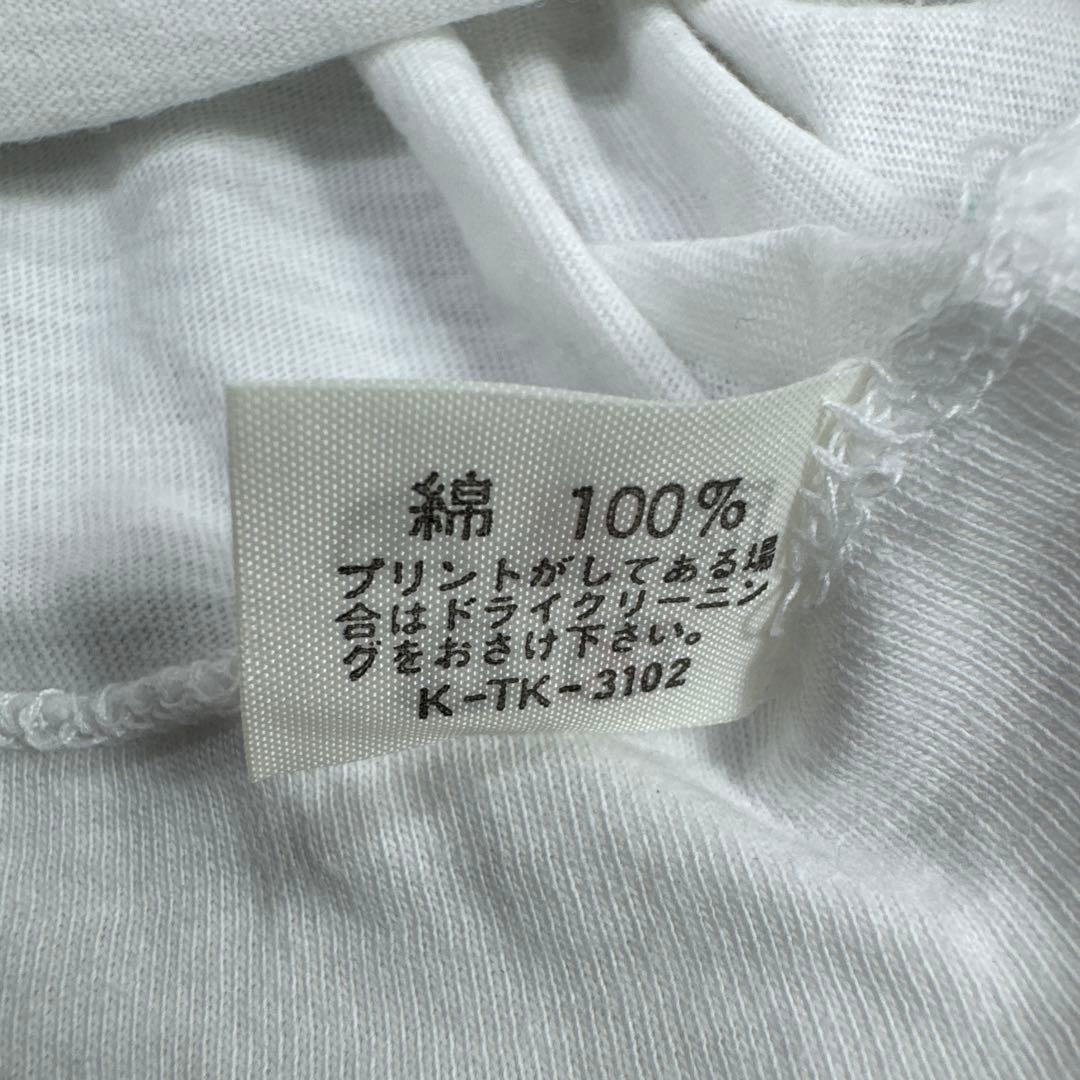 綿 100%
プリントがしてある場
合はドライクリーニン
グをおさけ下さい。
K-TK-3102